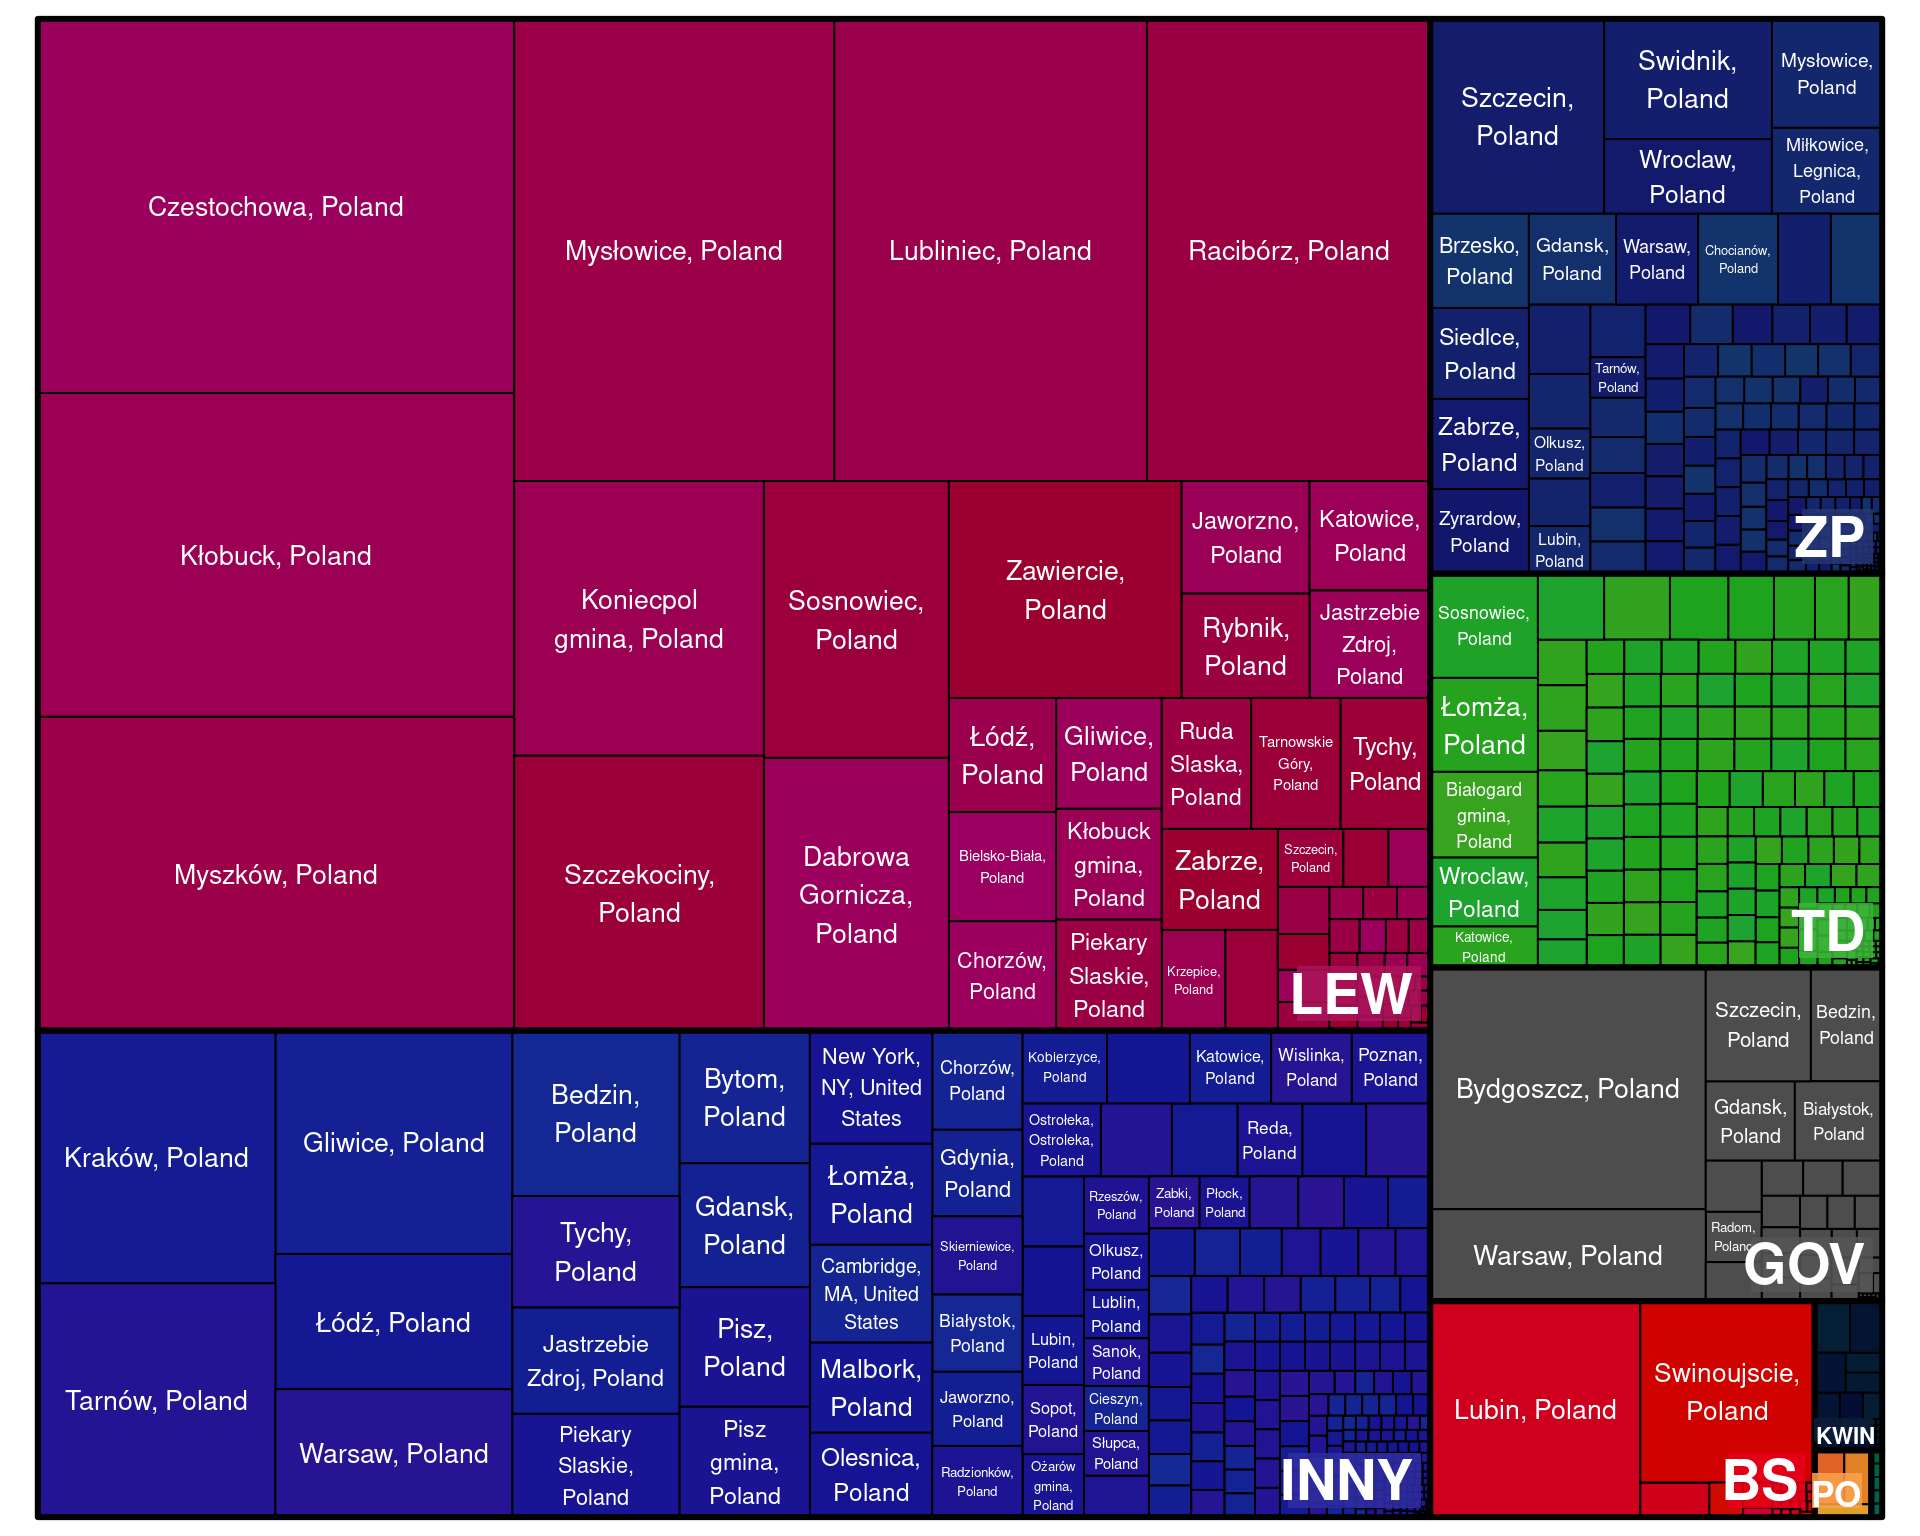 Czestochowa, Poland
Kłobuck, Poland
Myszków, Poland
Mysłowice, Poland
Lubliniec, Poland
Racibórz, Poland
Koniecpol
gmina, Poland
Szczekociny,
Poland
Sosnowiec,
Poland
Dabrowa
Gornicza,
Poland
Zawiercie,
Poland
Jaworzno,
Poland
Katowice,
Poland
Rybnik,
Poland
Jastrzebie
Zdroj,
Poland
Łódź,
Poland
Bielsko-Biała,
Poland
Chorzów,
Poland
Gliwice,
Poland
Kłobuck
gmina,
Poland
Piekary
Slaskie,
Poland
Ruda
Slaska,
Poland
Tarnowskie
Góry,
Poland
Tychy,
Poland
Zabrze,
Poland
Szczecin,
Poland
Krzepice,
Poland
LEW
Kraków, Poland
Tarnów, Poland
Gliwice, Poland
Łódź, Poland
Warsaw, Poland
Bedzin,
Poland
Tychy,
Poland
Jastrzebie
Zdroj, Poland
Piekary
Slaskie,
Poland
Bytom,
Poland
Gdansk,
Poland
Pisz,
Poland
Pisz
gmina,
Poland
New York,
NY, United
States
Łomża,
Poland
Cambridge,
MA, United
States
Malbork,
Poland
Olesnica,
Poland
Chorzów,
Poland
Gdynia,
Poland
Skierniewice,
Poland
Białystok,
Poland
Jaworzno,
Poland
Radzionków,
Poland
Kobierzyce,
Poland
Katowice,
Poland
Wislinka,
Poland
Poznan,
Poland
Ostrołeka,
Ostroleka,
Poland
Reda,
Poland
Lubin,
Poland
Sopot,
Poland
Ożarów
gmina,
Poland
Rzeszów,
Poland
Zabki,
Poland
Płock,
Poland
Olkusz,
Poland
Lublin,
Poland
Sanok,
Poland
Cieszyn,
Poland
Słupca,
Poland
INNY
Szczecin,
Poland
Swidnik,
Poland
Wroclaw,
Poland
Mysłowice,
Poland
Miłkowice,
Legnica,
Poland
Brzesko,
Poland
Gdansk,
Poland
Warsaw,
Poland
Chocianów,
Poland
Siedlce,
Poland
Zabrze,
Poland
Zyrardow,
Poland
Tarnów,
Poland
Olkusz,
Poland
Lubin,
Poland
ZP
Sosnowiec,
Poland
Łomża,
Poland
Białogard
gmina,
Poland
Wroclaw,
Poland
Katowice,
Poland
TD
Bydgoszcz, Poland
Warsaw, Poland
Szczecin,
Poland
Bedzin,
Poland
Gdansk,
Poland
Białystok,
Poland
Radom,
Poland
GOV
Lubin, Poland
Swinoujscie,
Poland
BS
KWIN
PO